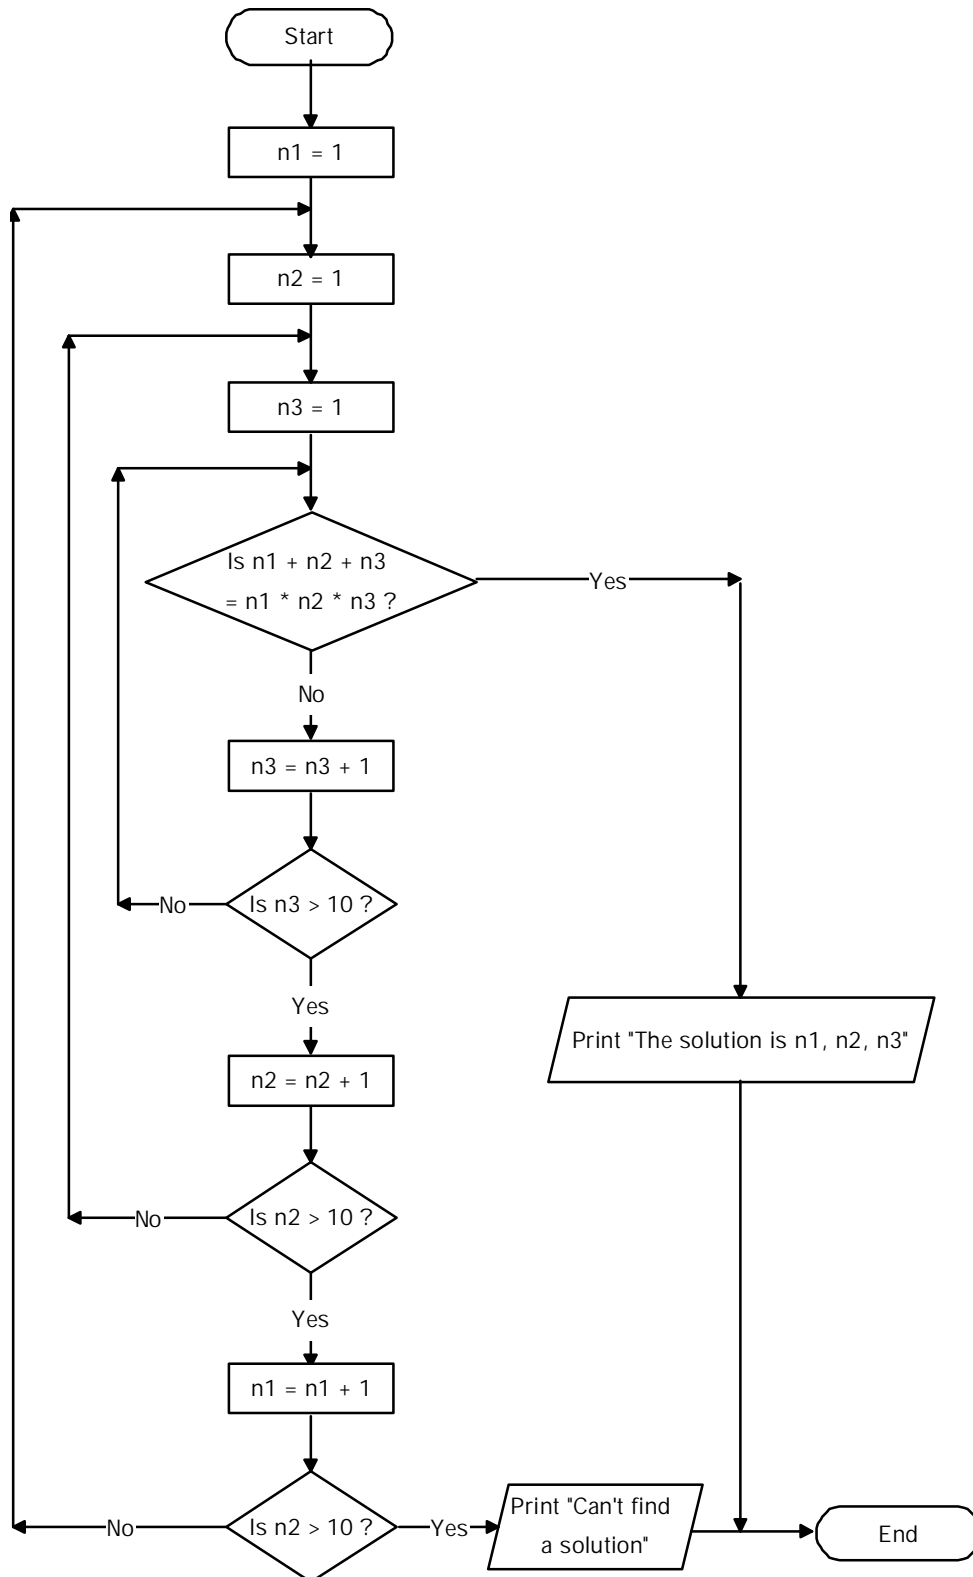 Start
n1 = 1
n2 = 1
n3 = 1
Is n1 + n2 + n3
= n1 * n2 * n3 ?
Yes
No
n3 = n3 + 1
Is n3 > 10 ?
No
Yes
Print "The solution is n1, n2, n3"
n2 = n2 + 1
Is n2 > 10 ?
No
Yes
n1 = n1 + 1
Is n2 > 10 ?
No
Yes
Print "Can't find
a solution"
End